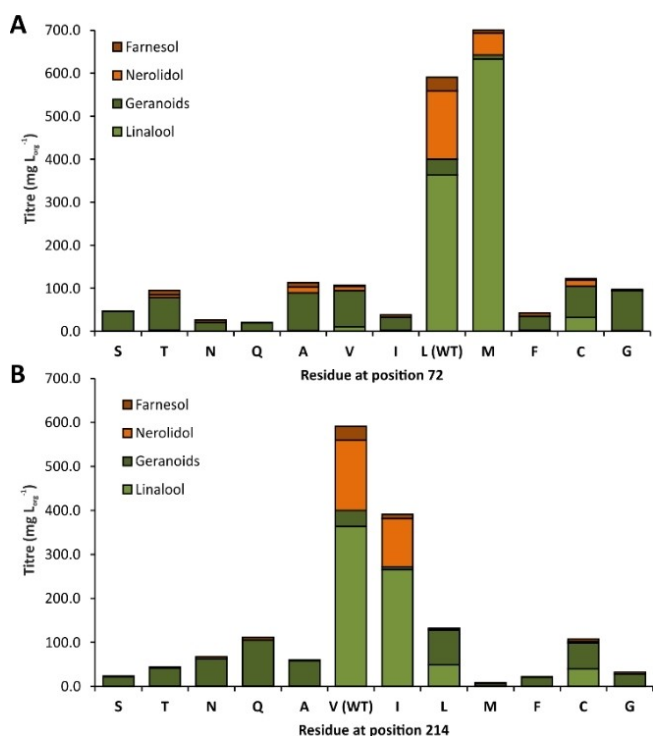 A
700.0
600.0
500.0
400.0
300.0
200.0
100.0
0.0
Titre (mg Lorg⁻¹)
Farnesol
Nerolidol
Geranoids
Linalool
S T N Q A V I L (WT) M F C G
Residue at position 72
B
700.0
600.0
500.0
400.0
300.0
200.0
100.0
0.0
Titre (mg Lorg⁻¹)
Farnesol
Nerolidol
Geranoids
Linalool
S T N Q A V (WT) I L M F C G
Residue at position 214